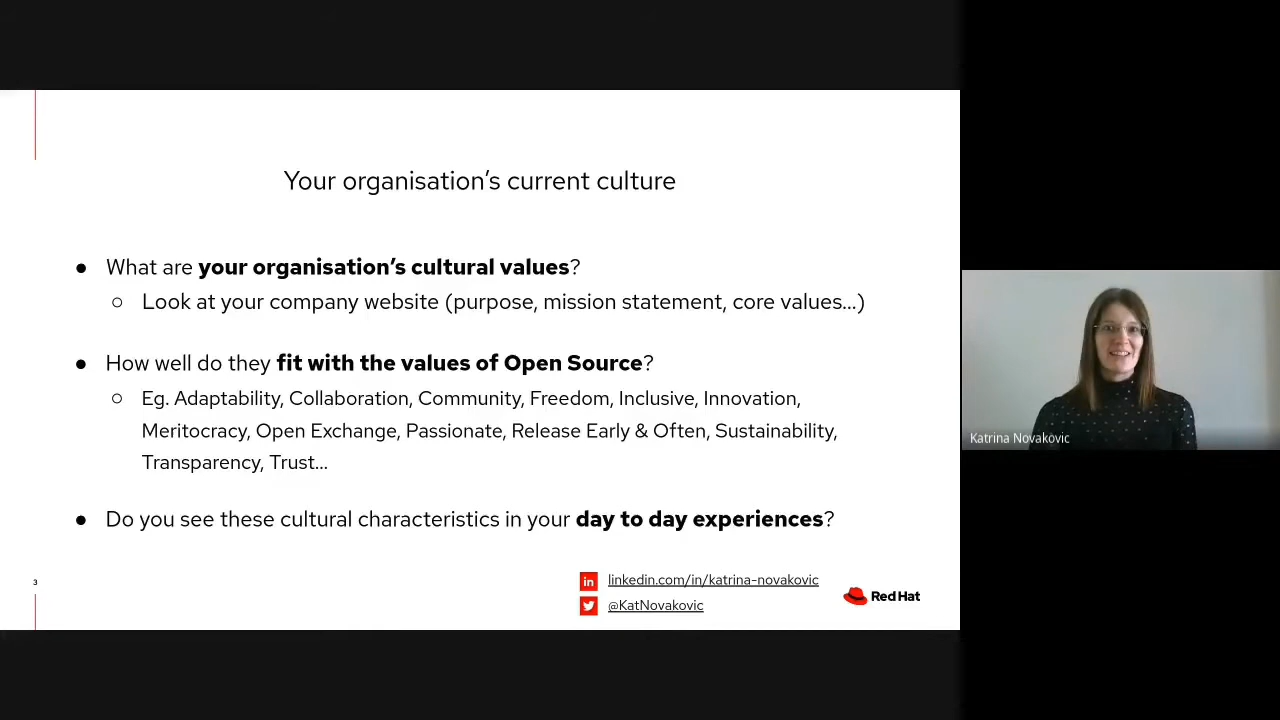 Your organisation's current culture
● What are your organisation's cultural values?
○ Look at your company website (purpose, mission statement, core values...)
● How well do they fit with the values of Open Source?
○ Eg. Adaptability, Collaboration, Community, Freedom, Inclusive, Innovation,
Meritocracy, Open Exchange, Passionate, Release Early & Often, Sustainability,
Transparency, Trust...
● Do you see these cultural characteristics in your day to day experiences?
3
in linkedin.com/in/katrina-novakovic
@KatNovakovic
Red Hat
Katrina Novakovic